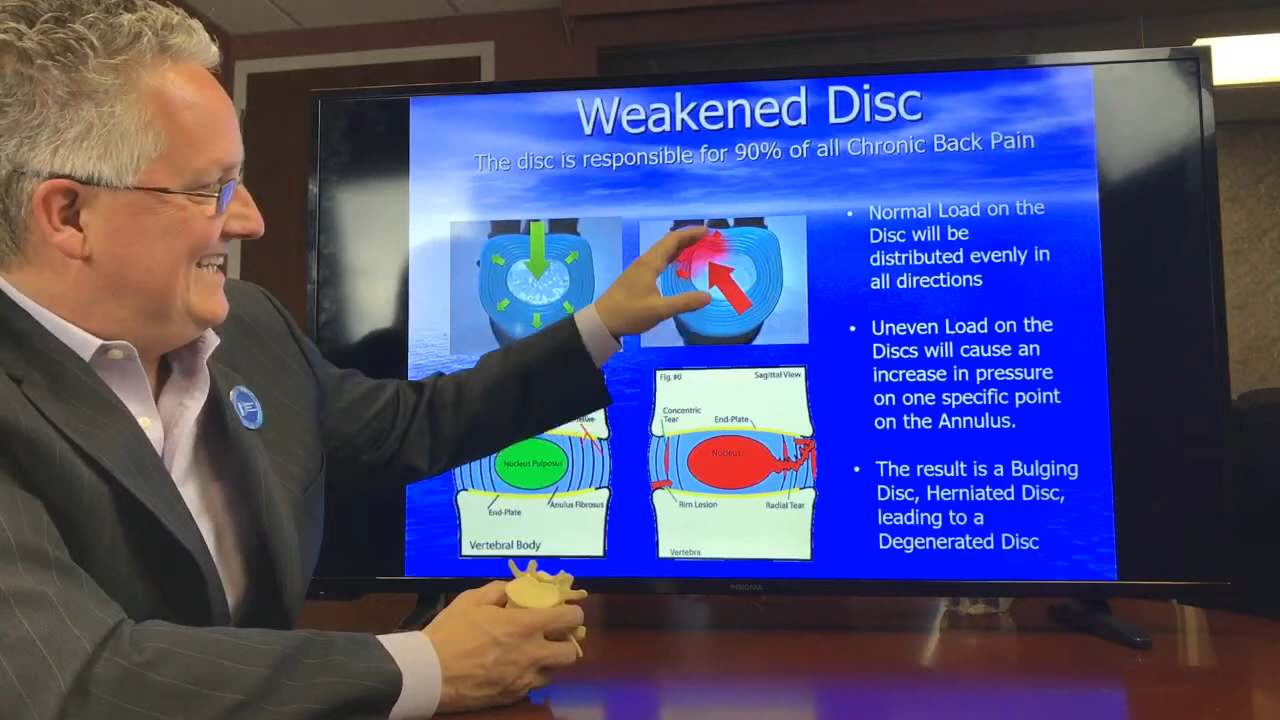 Weakened Disc
The disc is responsible for 90% of all Chronic Back Pain
• Normal Load on the
Disc will be
distributed evenly in
all directions
• Uneven Load on the
Discs will cause an
increase in pressure
on one specific point
on the Annulus.
• The result is a Bulging
Disc, Herniated Disc,
leading to a
Degenerated Disc
Nucleus Pulposus
End-Plate
Anulus Fibrosus
Vertebral Body
Fig. #0
Sagittal View
Concentric
Tear
End-Plate
Nucleus
Rim Lesion
Radial Tear
Vertebra
INSIGNIA